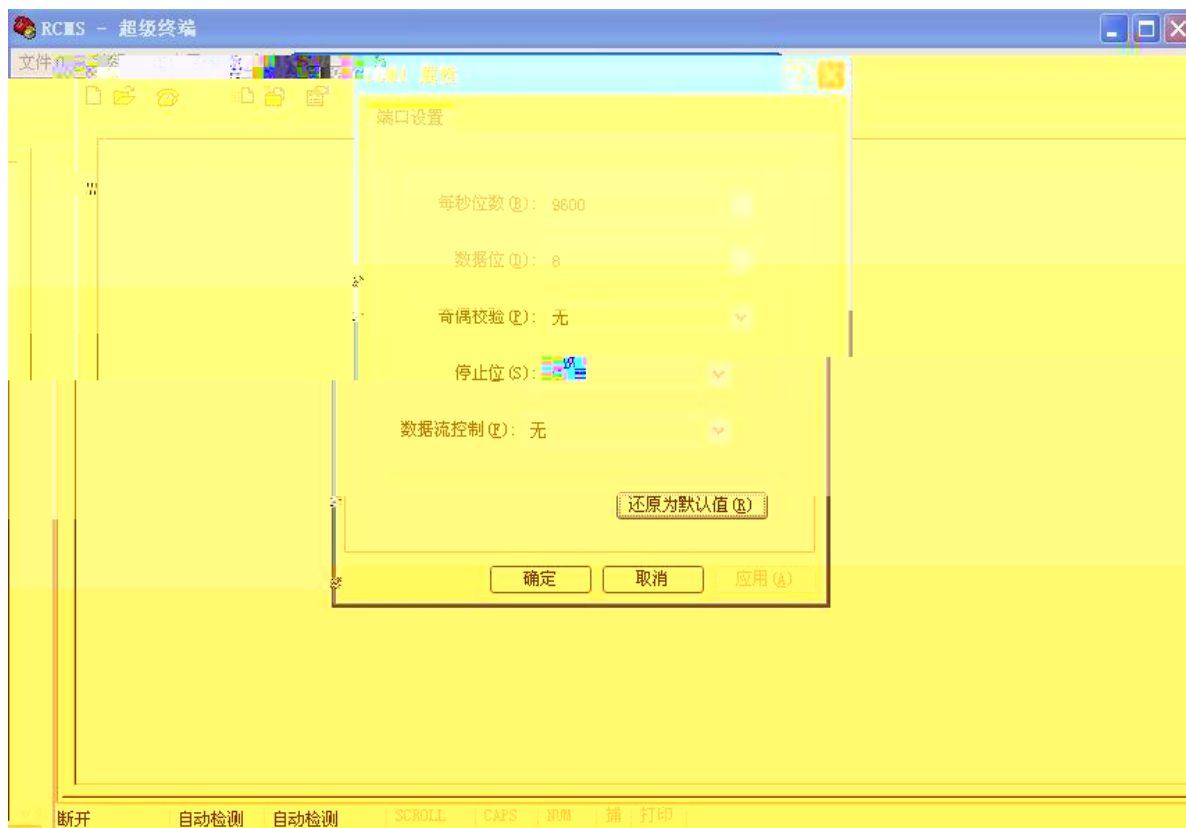 RCMS - 超级终端
文件
属性
端口设置
每秒位数(B): 9600
数据位(D): 8
奇偶校验(P): 无
停止位(S):
数据流控制(F): 无
还原为默认值(R)
确定 取消 应用(A)
断开 自动检测 自动检测 SCROLL CAPS NUM 捕 打印